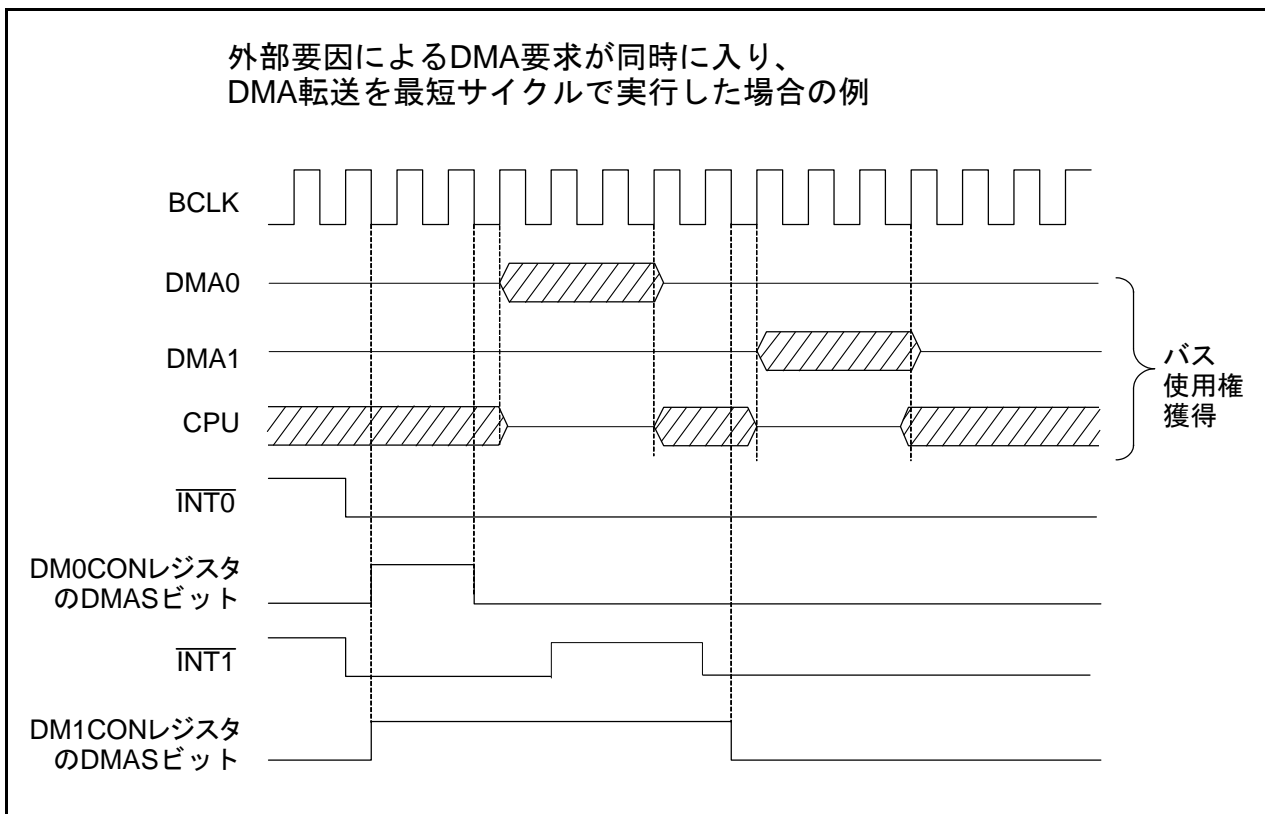 外部要因によるDMA要求が同時に入り、
DMA転送を最短サイクルで実行した場合の例
BCLK
DMA0
DMA1
CPU
バス
使用権
獲得
INT0
DM0CONレジスタ
のDMASビット
INT1
DM1CONレジスタ
のDMASビット